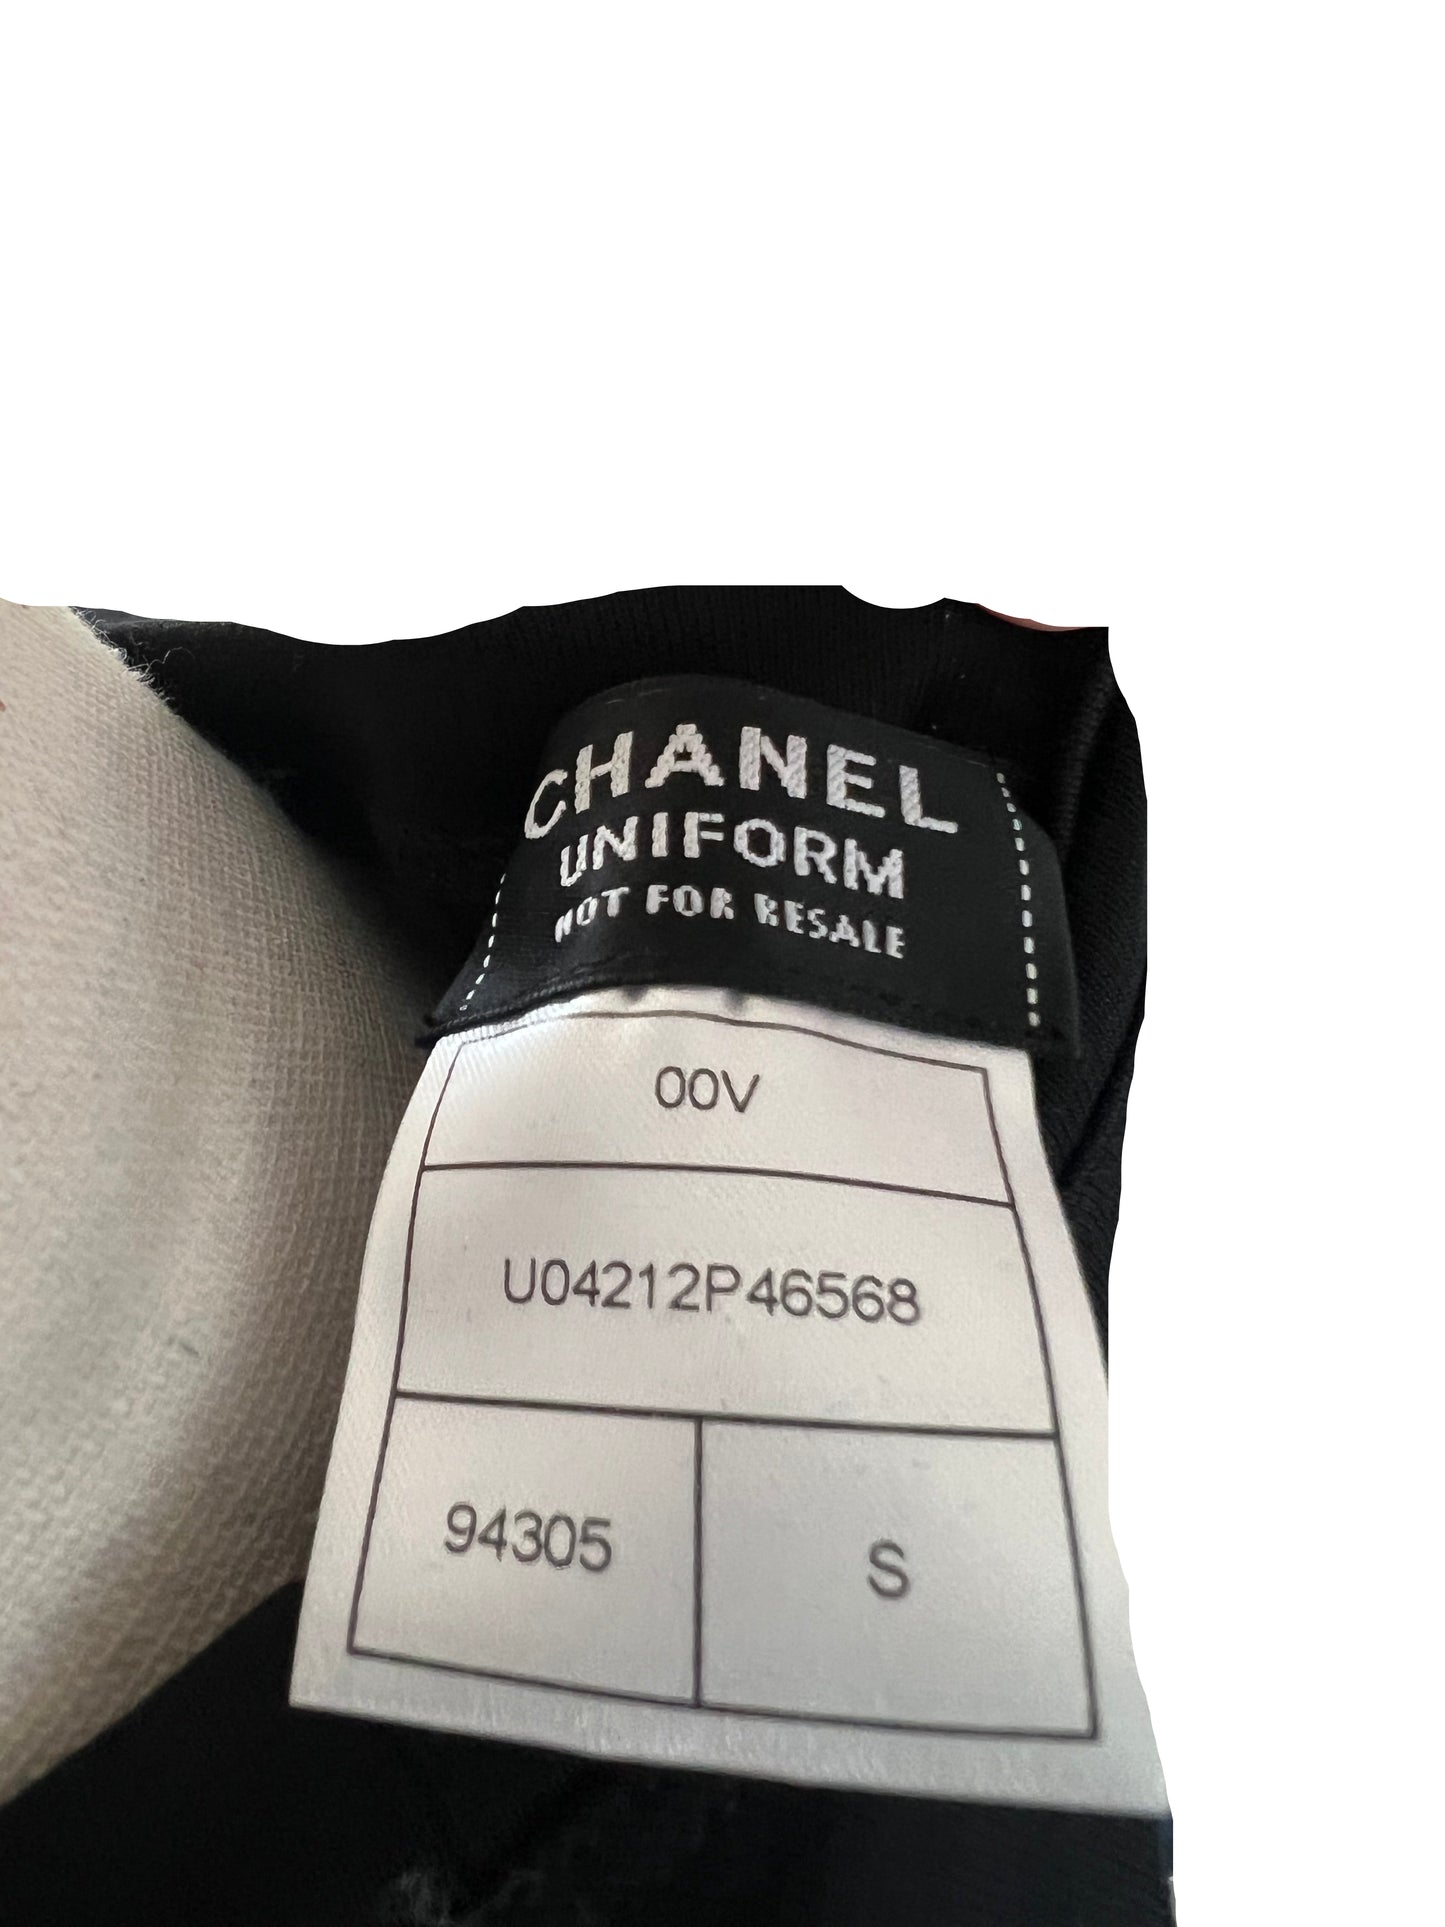 CHANEL
UNIFORM
NOT FOR RESALE
00V
U04212P46568
94305
S